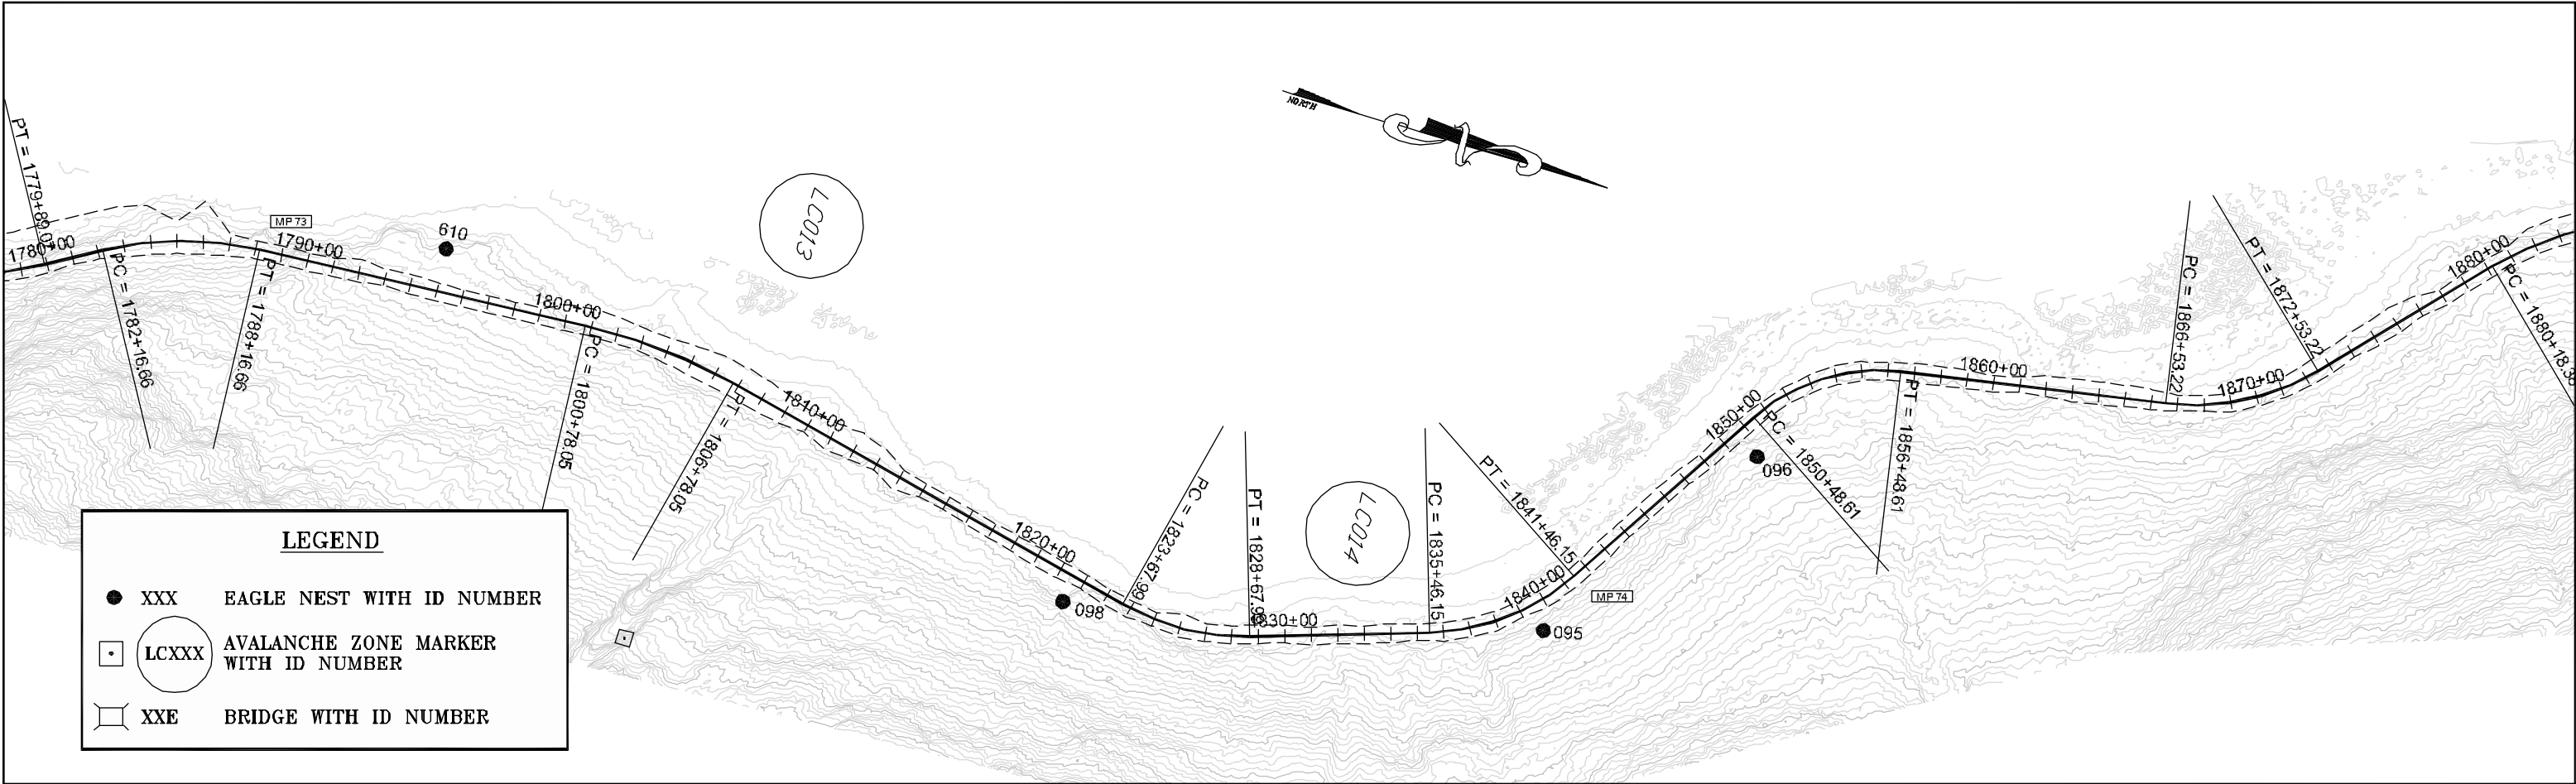 PT = 1779+89.07
1780+00
PC = 1782+16.66
MP 73
1790+00
PT = 1788+16.66
610
1800+00
PC = 1800+78.05
PT = 1806+78.05
LC013
1810+00
NORTH
1820+00
098
PC = 1823+67.99
PT = 1828+67.99
1830+00
LC014
PC = 1835+46.15
PT = 1841+46.15
1840+00
095
MP 74
1850+00
096
PC = 1850+48.61
PT = 1856+48.61
1860+00
PC = 1866+53.22
1870+00
PT = 1872+53.22
1880+00
PC = 1880+18.3
LEGEND
XXX EAGLE NEST WITH ID NUMBER
LCXXX AVALANCHE ZONE MARKER
WITH ID NUMBER
XXE BRIDGE WITH ID NUMBER